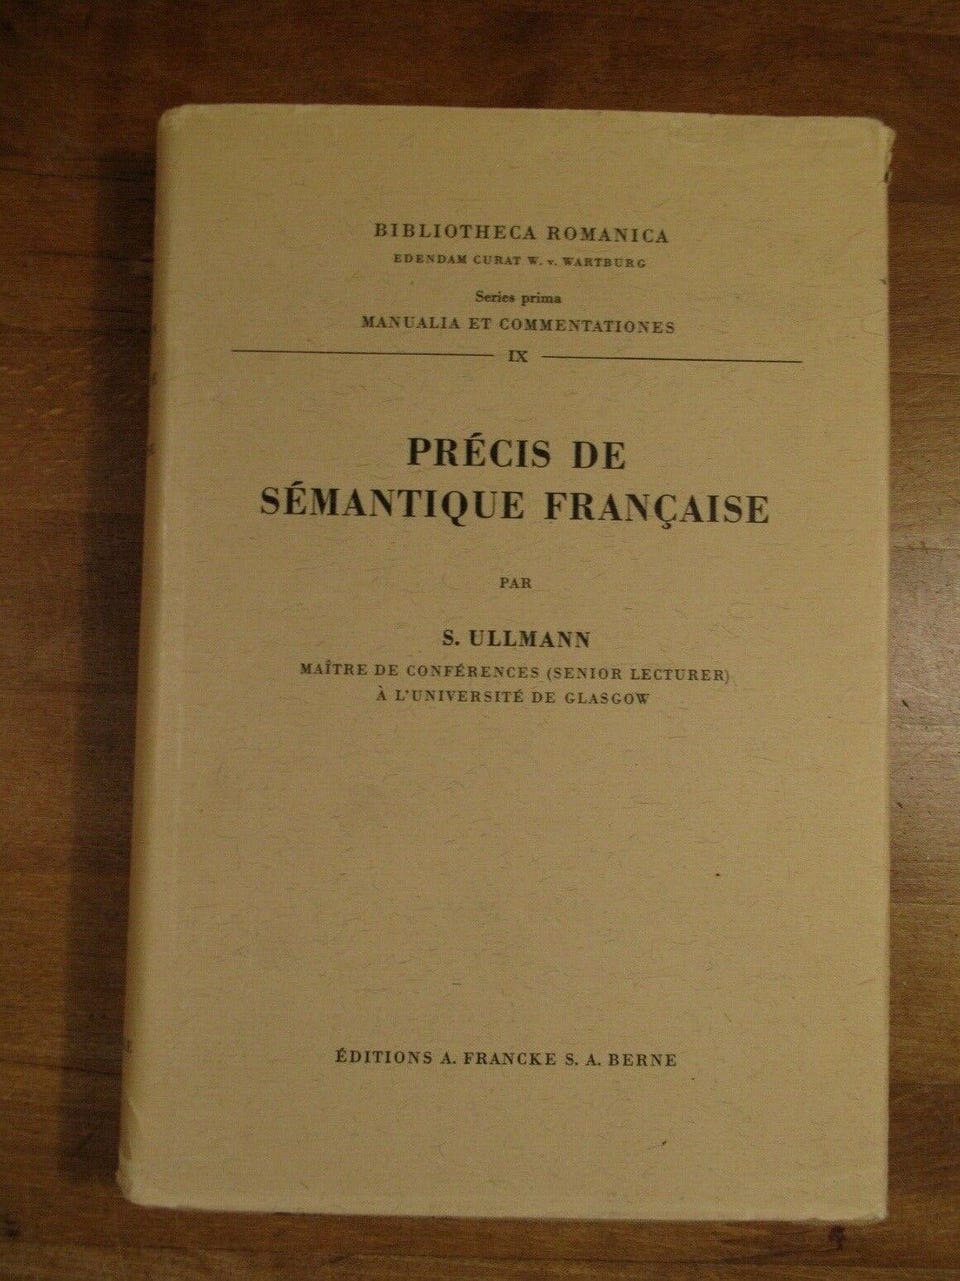 BIBLIOTHECA ROMANICA
EDENDAM CURAT W. v. WARTBURG
Series prima
MANUALIA ET COMMENTATIONES
IX
PRÉCIS DE
SÉMANTIQUE FRANÇAISE
PAR
S. ULLMANN
MAÎTRE DE CONFÉRENCES (SENIOR LECTURER)
À L'UNIVERSITÉ DE GLASGOW
ÉDITIONS A. FRANCKE S. A. BERNE